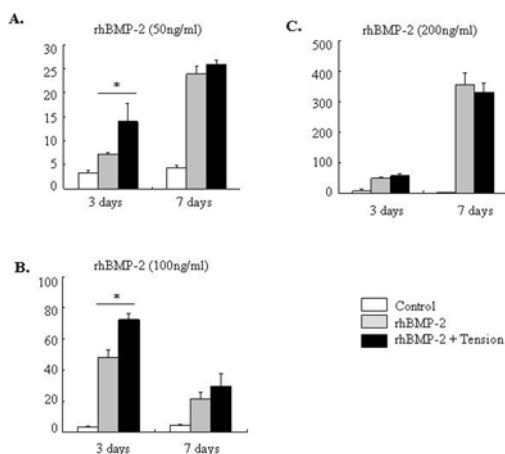 A.
rhBMP-2 (50ng/ml)
30
25
20
15
10
5
0
*
3 days
7 days
C.
rhBMP-2 (200ng/ml)
500
400
300
200
100
0
3 days
7 days
B.
rhBMP-2 (100ng/ml)
100
80
60
40
20
0
*
3 days
7 days
Control
rhBMP-2
rhBMP-2 + Tension